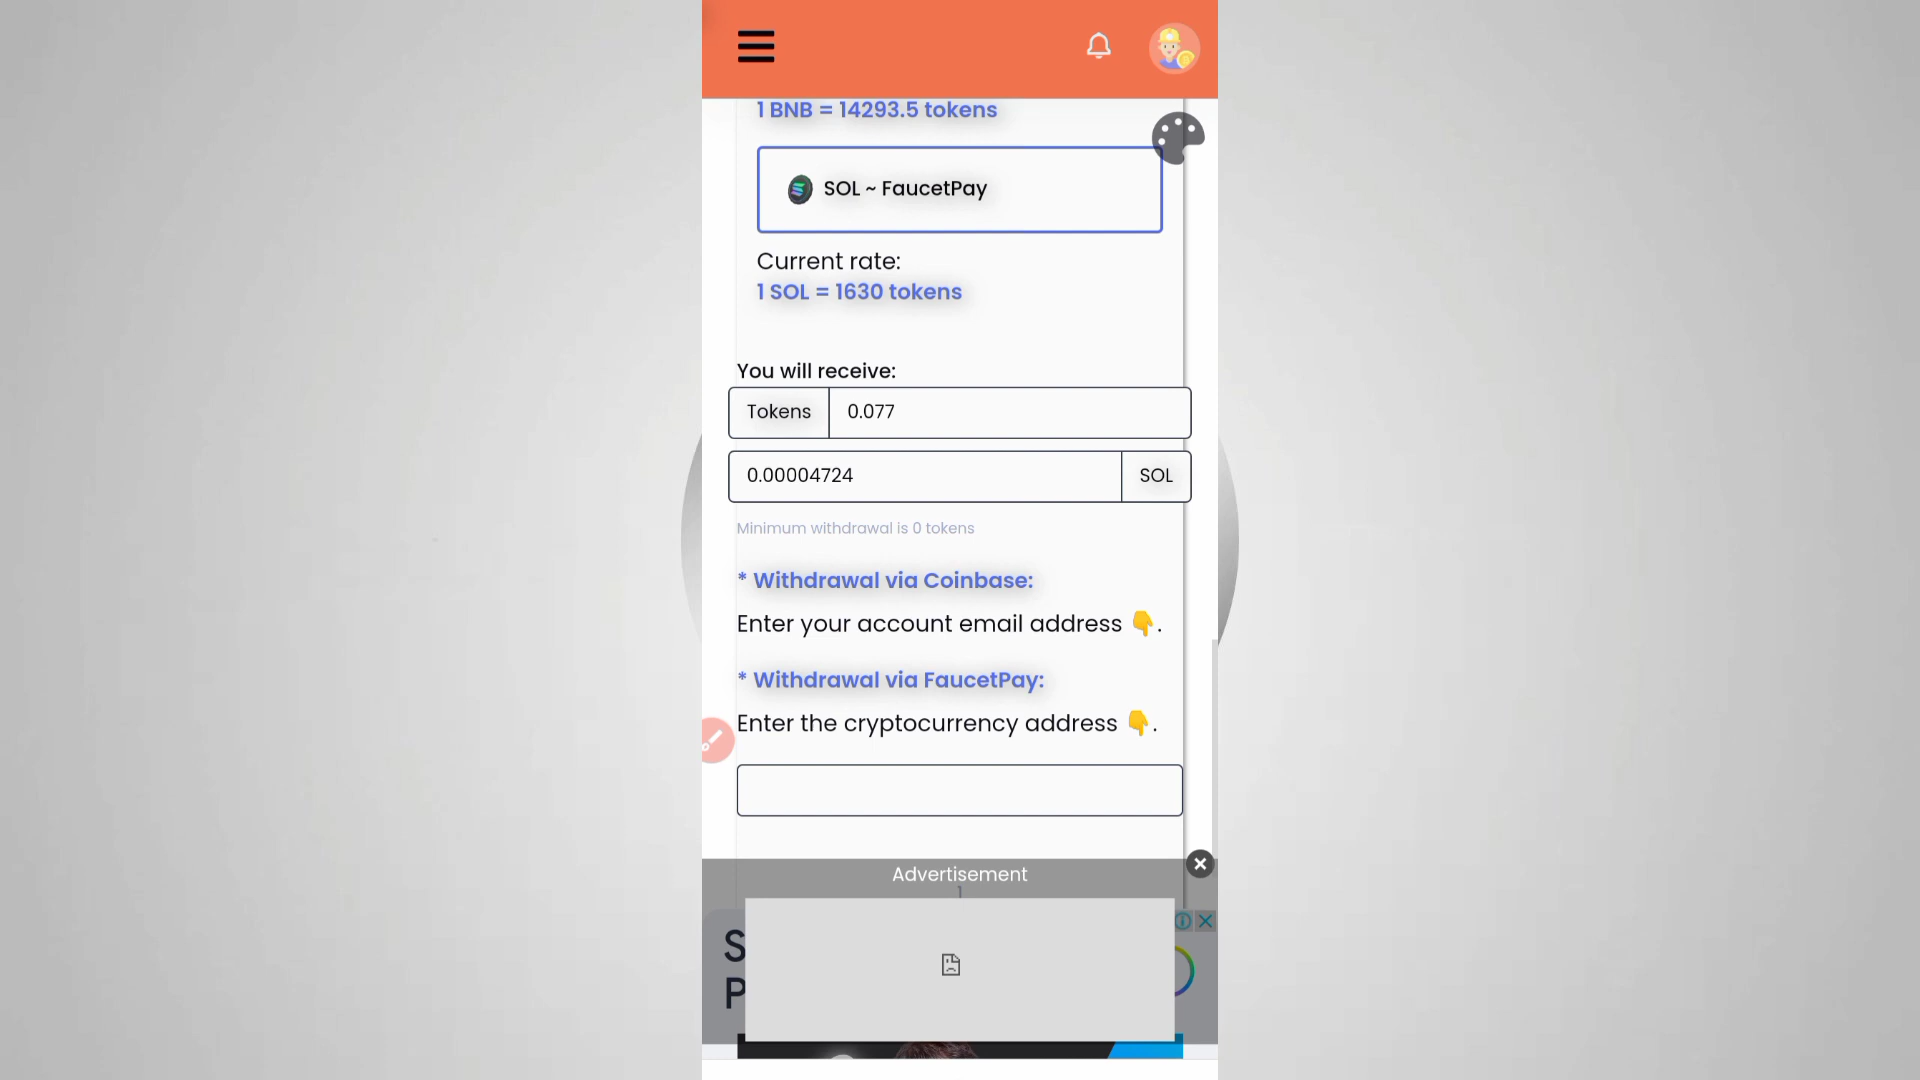 1 BNB = 14293.5 tokens
SOL ~ FaucetPay
Current rate:
1 SOL = 1630 tokens
You will receive:
Tokens 0.077
0.00004724 SOL
Minimum withdrawal is 0 tokens
* Withdrawal via Coinbase:
Enter your account email address 👇.
* Withdrawal via FaucetPay:
Enter the cryptocurrency address 👇.
Advertisement
1
S
P